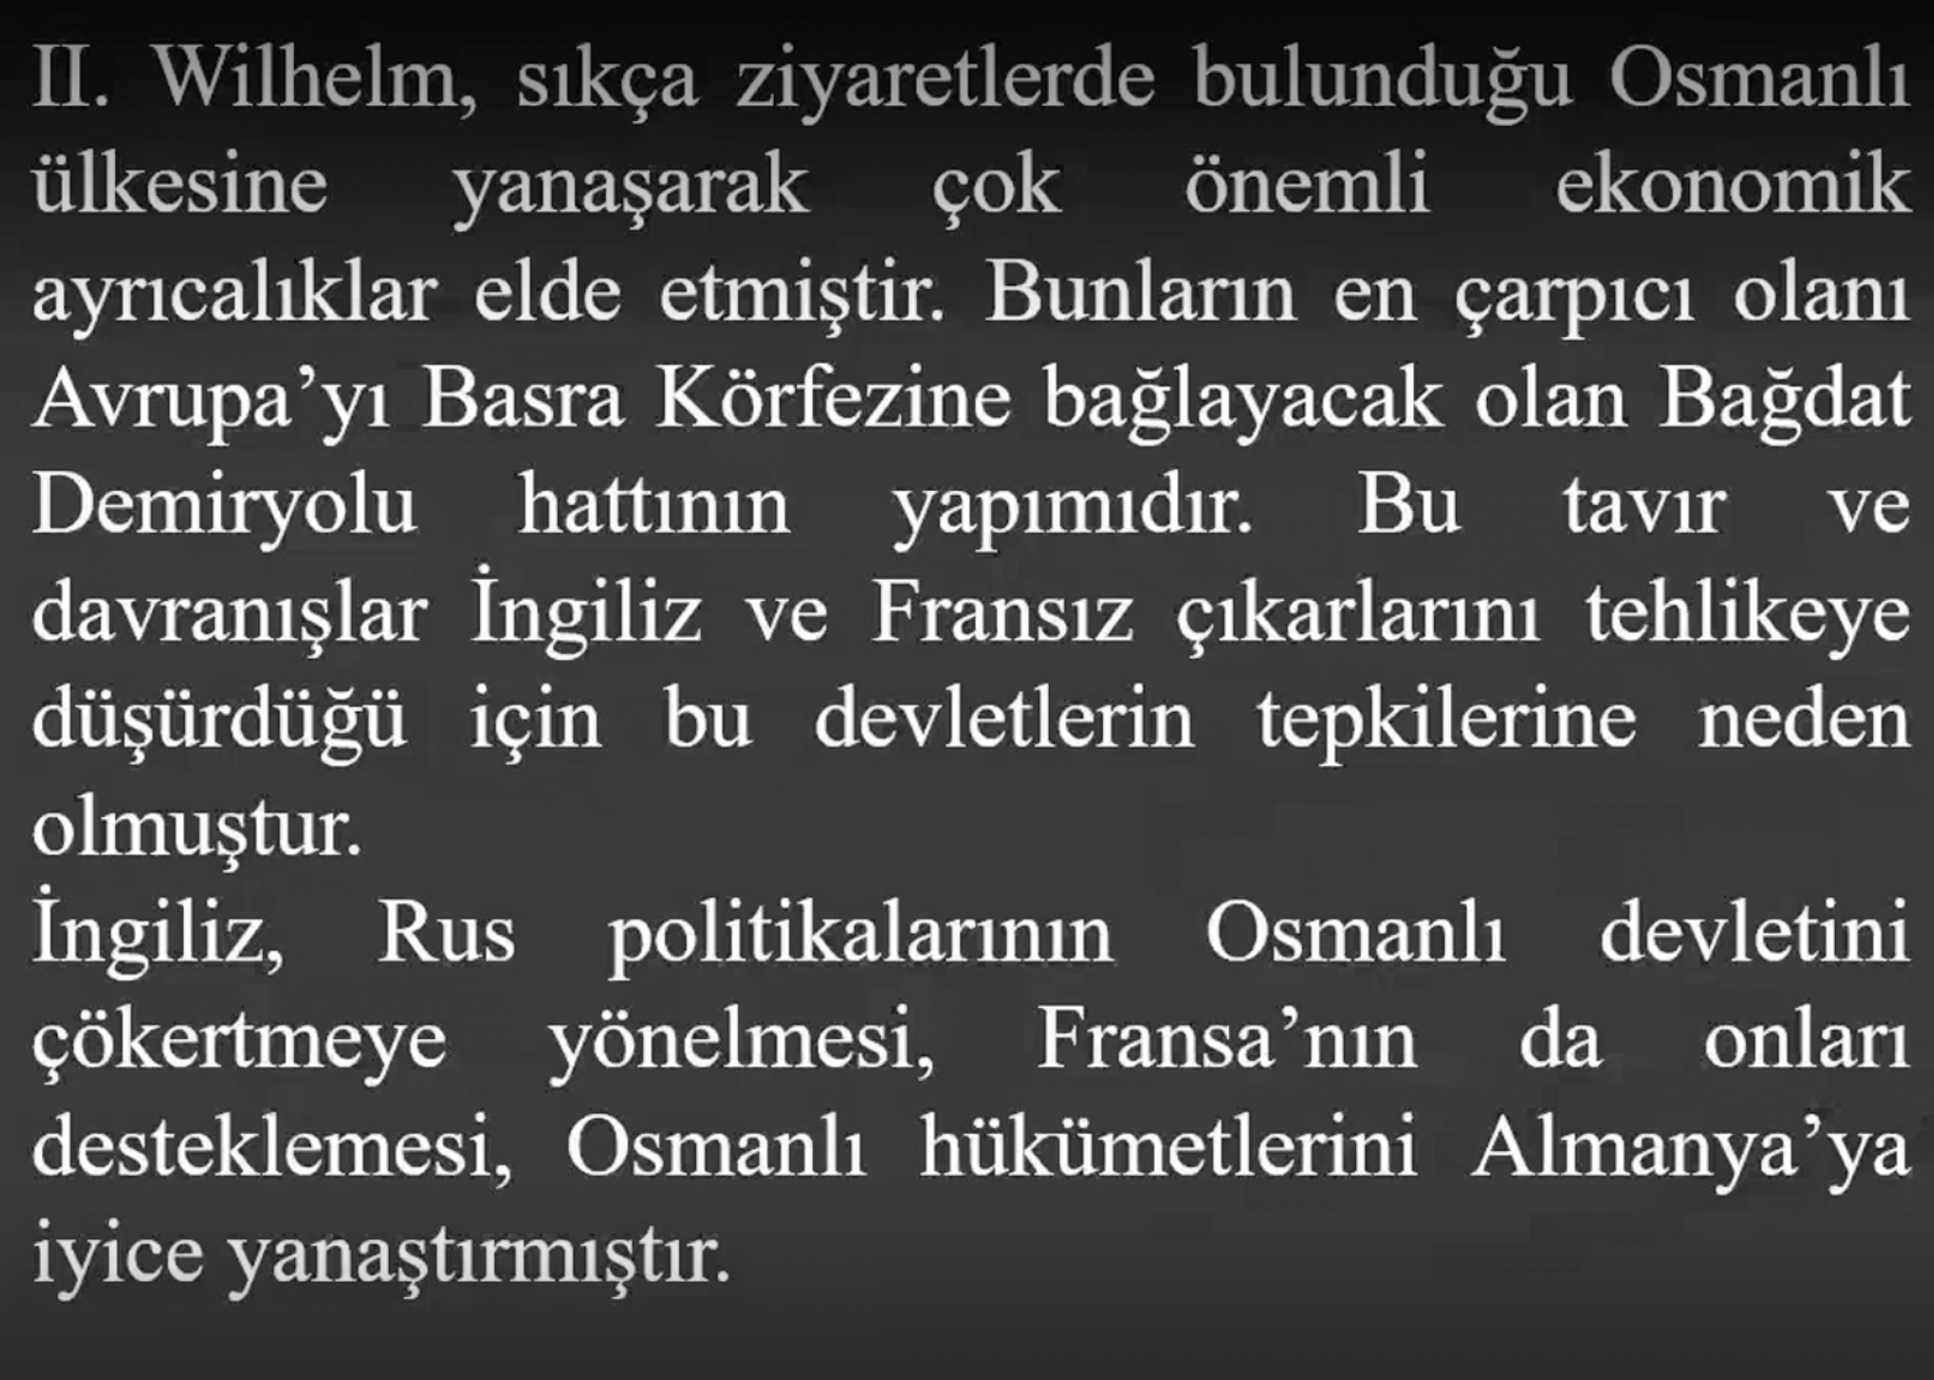 II. Wilhelm, sıkça ziyaretlerde bulunduğu Osmanlı
ülkesine yanaşarak çok önemli ekonomik
ayrıcalıklar elde etmiştir. Bunların en çarpıcı olanı
Avrupa’yı Basra Körfezine bağlayacak olan Bağdat
Demiryolu hattının yapımıdır. Bu tavır ve
davranışlar İngiliz ve Fransız çıkarlarını tehlikeye
düşürdüğü için bu devletlerin tepkilerine neden
olmuştur.
İngiliz, Rus politikalarının Osmanlı devletini
çökertmeye yönelmesi, Fransa’nın da onları
desteklemesi, Osmanlı hükümetlerini Almanya’ya
iyice yanaştırmıştır.